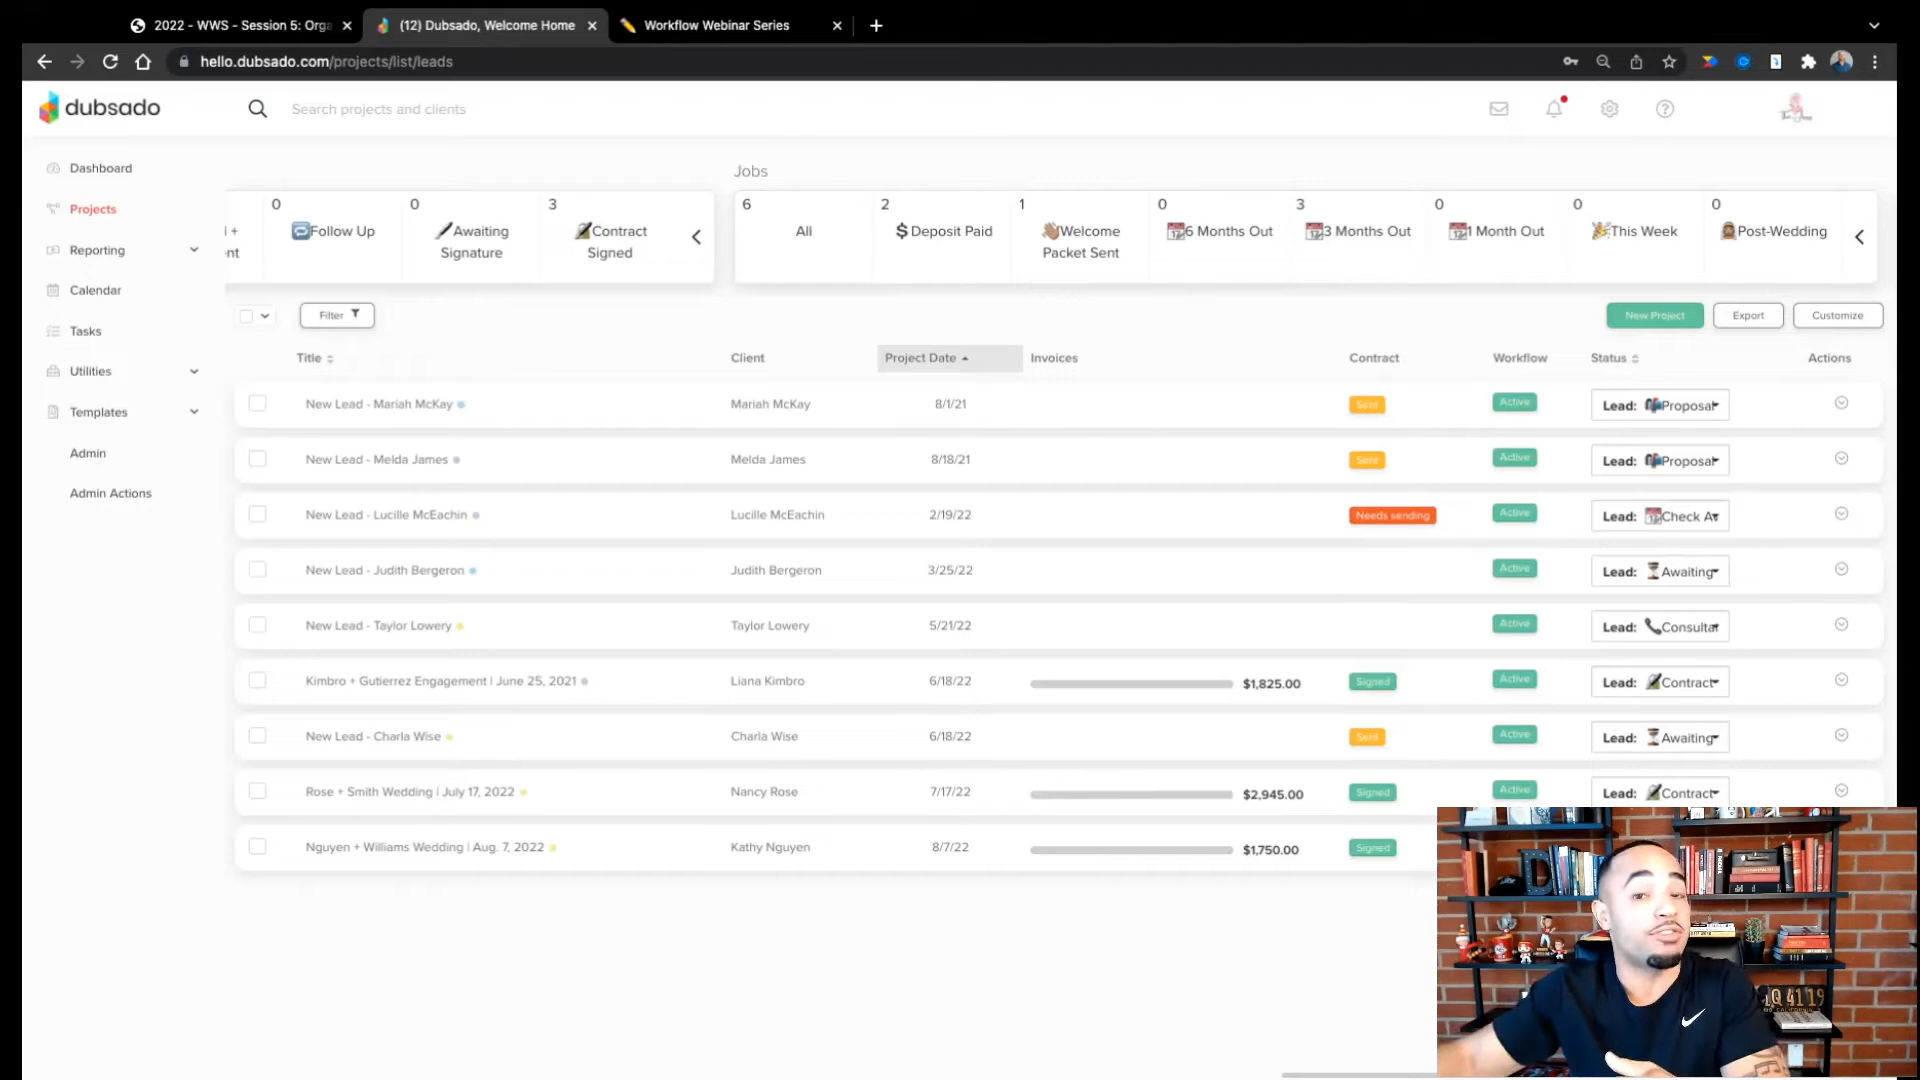 2022 - WWS - Session 5: Orga
(12) Dubsado, Welcome Home
Workflow Webinar Series
hello.dubsado.com/projects/list/leads
dubsado
Search projects and clients
Dashboard
Projects
Reporting
Calendar
Tasks
Utilities
Templates
Admin
Admin Actions
Jobs
0 Follow Up
0 Awaiting Signature
3 Contract Signed
6 All
2 $ Deposit Paid
1 Welcome Packet Sent
0 6 Months Out
3 3 Months Out
0 1 Month Out
0 This Week
0 Post-Wedding
Filter
New Project
Export
Customize
Title Client Project Date Invoices Contract Workflow Status Actions
New Lead - Mariah McKay Mariah McKay 8/1/21 Sent Active Lead: Proposal
New Lead - Melda James Melda James 8/18/21 Sent Active Lead: Proposal
New Lead - Lucille McEachin Lucille McEachin 2/19/22 Needs sending Active Lead: Check Av
New Lead - Judith Bergeron Judith Bergeron 3/25/22 Active Lead: Awaiting
New Lead - Taylor Lowery Taylor Lowery 5/21/22 Active Lead: Consultat
Kimbro + Gutierrez Engagement | June 25, 2021 Liana Kimbro 6/18/22 $1,825.00 Signed Active Lead: Contract
New Lead - Charla Wise Charla Wise 6/18/22 Sent Active Lead: Awaiting
Rose + Smith Wedding | July 17, 2022 Nancy Rose 7/17/22 $2,945.00 Signed Active Lead: Contract
Nguyen + Williams Wedding | Aug. 7, 2022 Kathy Nguyen 8/7/22 $1,750.00 Signed